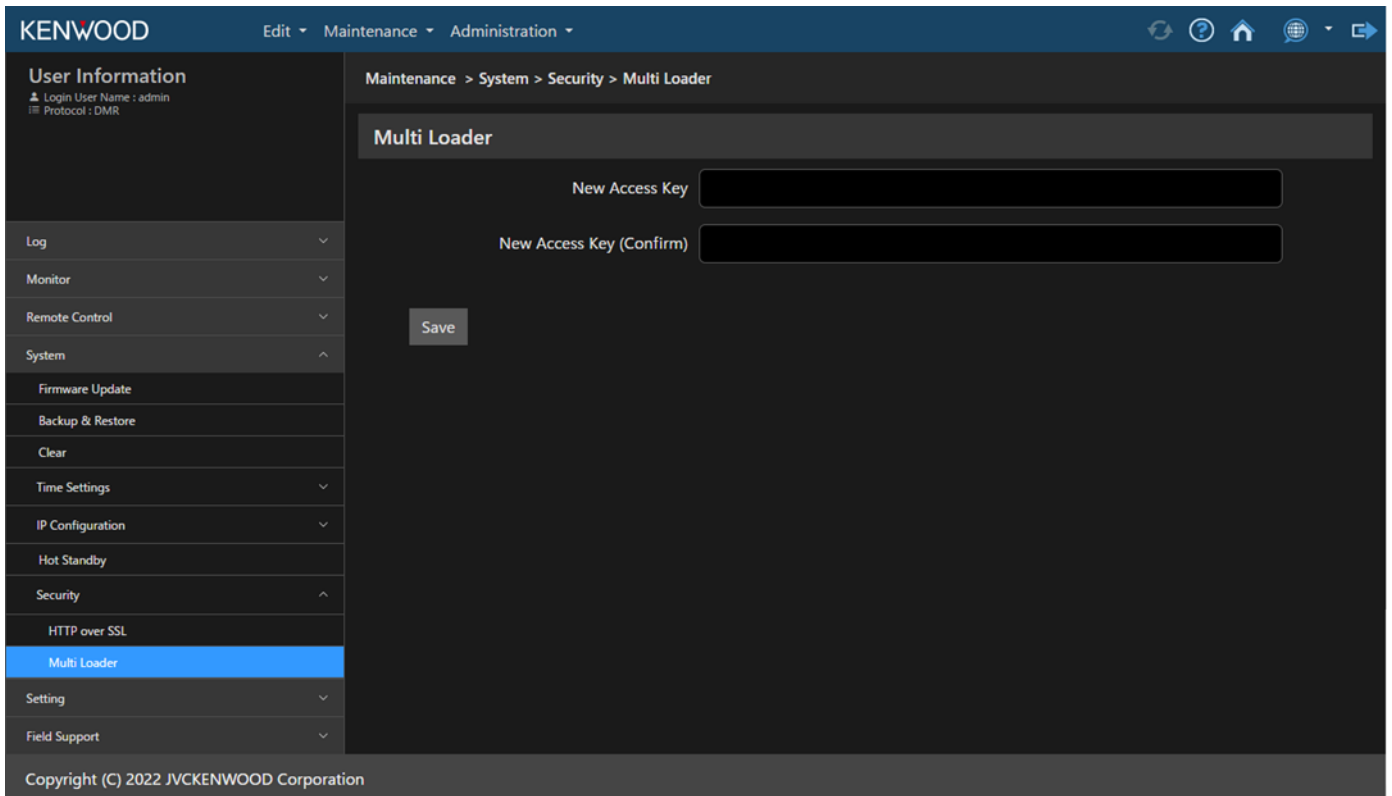 KENWOOD Edit Maintenance Administration
User Information
Login User Name : admin
Protocol : DMR
Log
Monitor
Remote Control
System
Firmware Update
Backup & Restore
Clear
Time Settings
IP Configuration
Hot Standby
Security
HTTP over SSL
Multi Loader
Setting
Field Support
Maintenance > System > Security > Multi Loader
Multi Loader
New Access Key
New Access Key (Confirm)
Save
Copyright (C) 2022 JVCKENWOOD Corporation